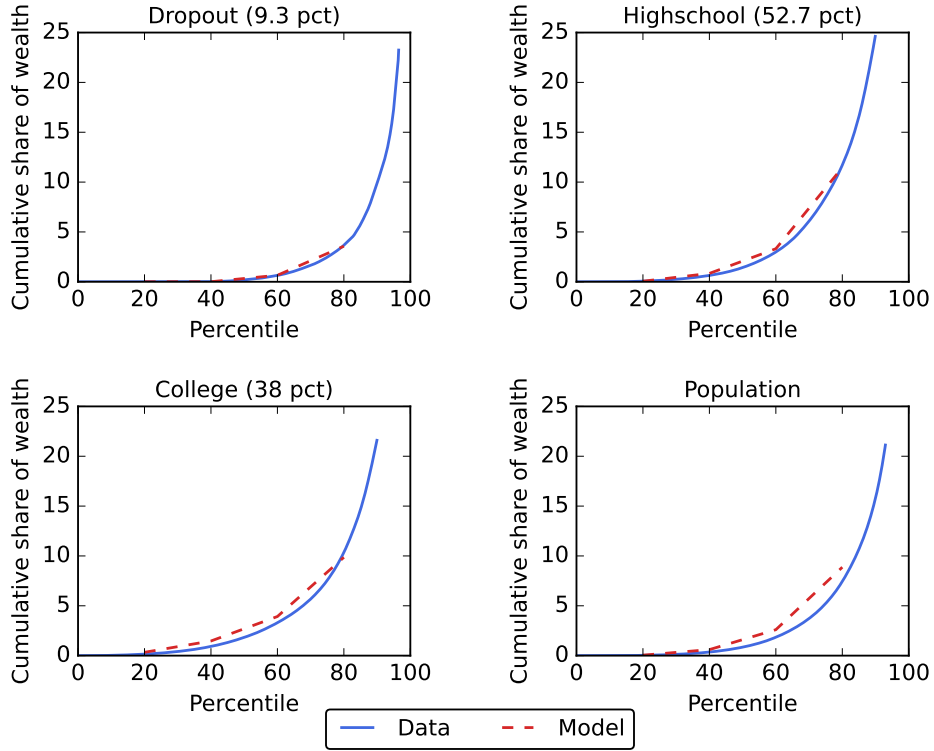 Dropout (9.3 pct)
Cumulative share of wealth
25
20
15
10
5
0
0 20 40 60 80 100
Percentile
Highschool (52.7 pct)
Cumulative share of wealth
25
20
15
10
5
0
0 20 40 60 80 100
Percentile
College (38 pct)
Cumulative share of wealth
25
20
15
10
5
0
0 20 40 60 80 100
Percentile
Population
Cumulative share of wealth
25
20
15
10
5
0
0 20 40 60 80 100
Percentile
Data Model